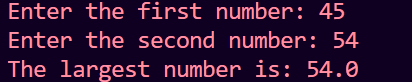 Enter the first number: 45
Enter the second number: 54
The largest number is: 54.0